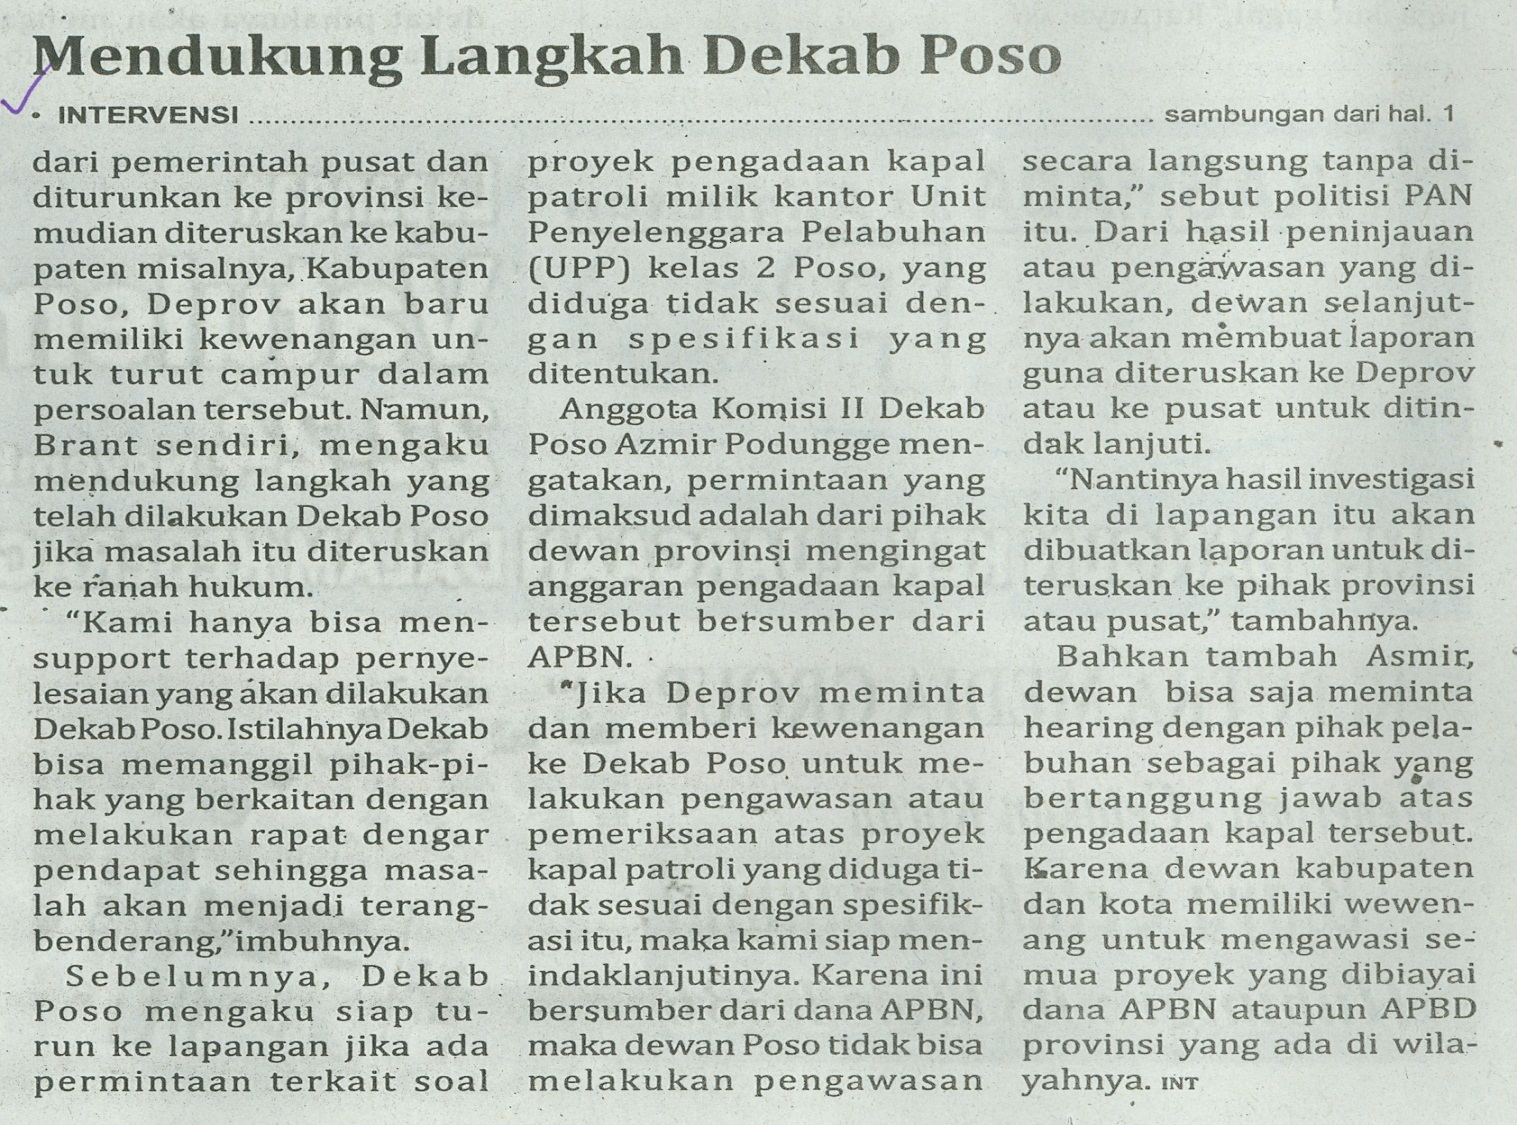 Mendukung Langkah Dekab Poso
• INTERVENSI ........................................................................................................ sambungan dari hal. 1
dari pemerintah pusat dan
diturunkan ke provinsi ke-
mudian diteruskan ke kabu-
paten misalnya, Kabupaten
Poso, Deprov akan baru
memiliki kewenangan un-
tuk turut campur dalam
persoalan tersebut. Namun,
Brant sendiri, mengaku
mendukung langkah yang
telah dilakukan Dekab Poso
jika masalah itu diteruskan
ke ranah hukum.
“Kami hanya bisa men-
support terhadap pernye-
lesaian yang akan dilakukan
Dekab Poso. Istilahnya Dekab
bisa memanggil pihak-pi-
hak yang berkaitan dengan
melakukan rapat dengar
pendapat sehingga masa-
lah akan menjadi terang-
benderang,”imbuhnya.
Sebelumnya, Dekab
Poso mengaku siap tu-
run ke lapangan jika ada
permintaan terkait soal
proyek pengadaan kapal
patroli milik kantor Unit
Penyelenggara Pelabuhan
(UPP) kelas 2 Poso, yang
diduga tidak sesuai den-
gan spesifikasi yang
ditentukan.
Anggota Komisi II Dekab
Poso Azmir Podungge men-
gatakan, permintaan yang
dimaksud adalah dari pihak
dewan provinsi mengingat
anggaran pengadaan kapal
tersebut bersumber dari
APBN.
“Jika Deprov meminta
dan memberi kewenangan
ke Dekab Poso untuk me-
lakukan pengawasan atau
pemeriksaan atas proyek
kapal patroli yang diduga ti-
dak sesuai dengan spesifik-
asi itu, maka kami siap men-
indaklanjutinya. Karena ini
bersumber dari dana APBN,
maka dewan Poso tidak bisa
melakukan pengawasan
secara langsung tanpa di-
minta,” sebut politisi PAN
itu. Dari hasil peninjauan
atau pengawasan yang di-
lakukan, dewan selanjut-
nya akan membuat laporan
guna diteruskan ke Deprov
atau ke pusat untuk ditin-
dak lanjuti.
“Nantinya hasil investigasi
kita di lapangan itu akan
dibuatkan laporan untuk di-
teruskan ke pihak provinsi
atau pusat,” tambahnya.
Bahkan tambah Asmir,
dewan bisa saja meminta
hearing dengan pihak pela-
buhan sebagai pihak yang
bertanggung jawab atas
pengadaan kapal tersebut.
Karena dewan kabupaten
dan kota memiliki wewen-
ang untuk mengawasi se-
mua proyek yang dibiayai
dana APBN ataupun APBD
provinsi yang ada di wila-
yahnya. INT